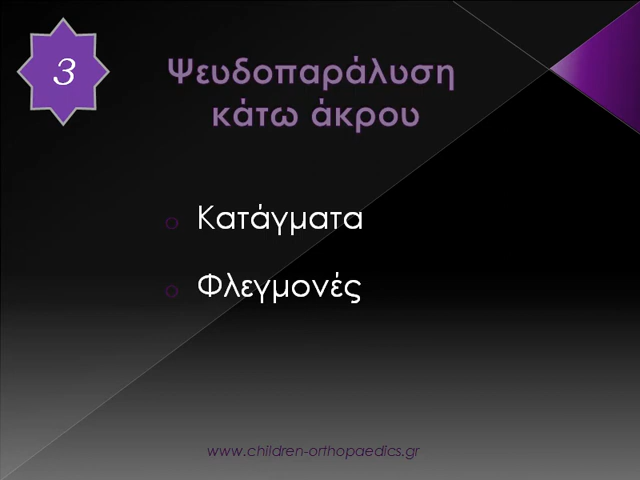 3
Ψευδοπαράλυση
κάτω άκρου
Κατάγματα
Φλεγμονές
www.children-orthopaedics.gr